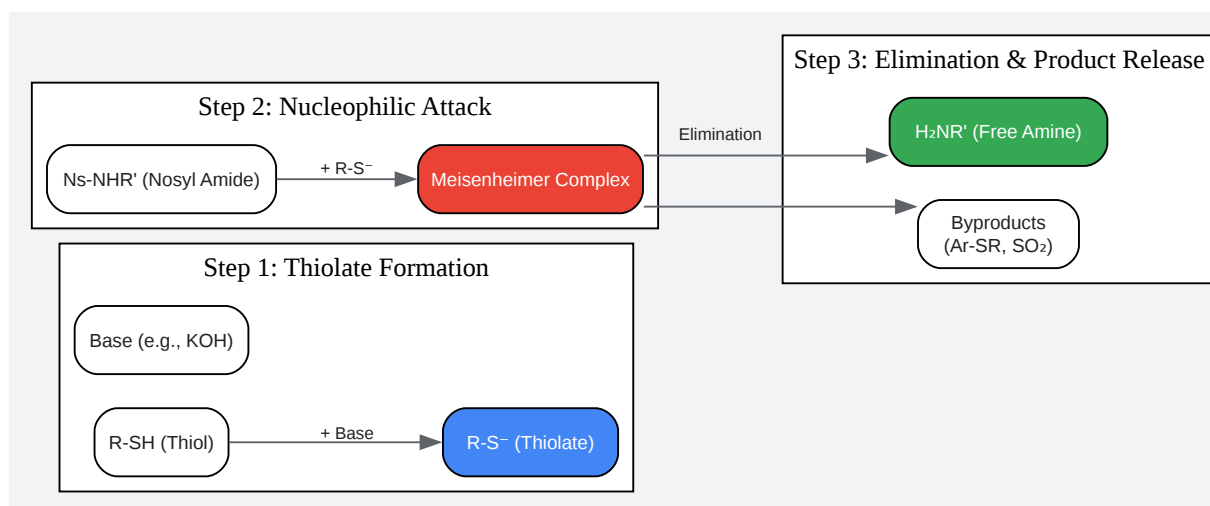 Step 3: Elimination & Product Release
Step 2: Nucleophilic Attack
Elimination
H₂NR' (Free Amine)
Ns-NHR' (Nosyl Amide)
+ R-S⁻
Meisenheimer Complex
Byproducts
(Ar-SR, SO₂)
Step 1: Thiolate Formation
Base (e.g., KOH)
R-SH (Thiol)
+ Base
R-S⁻ (Thiolate)